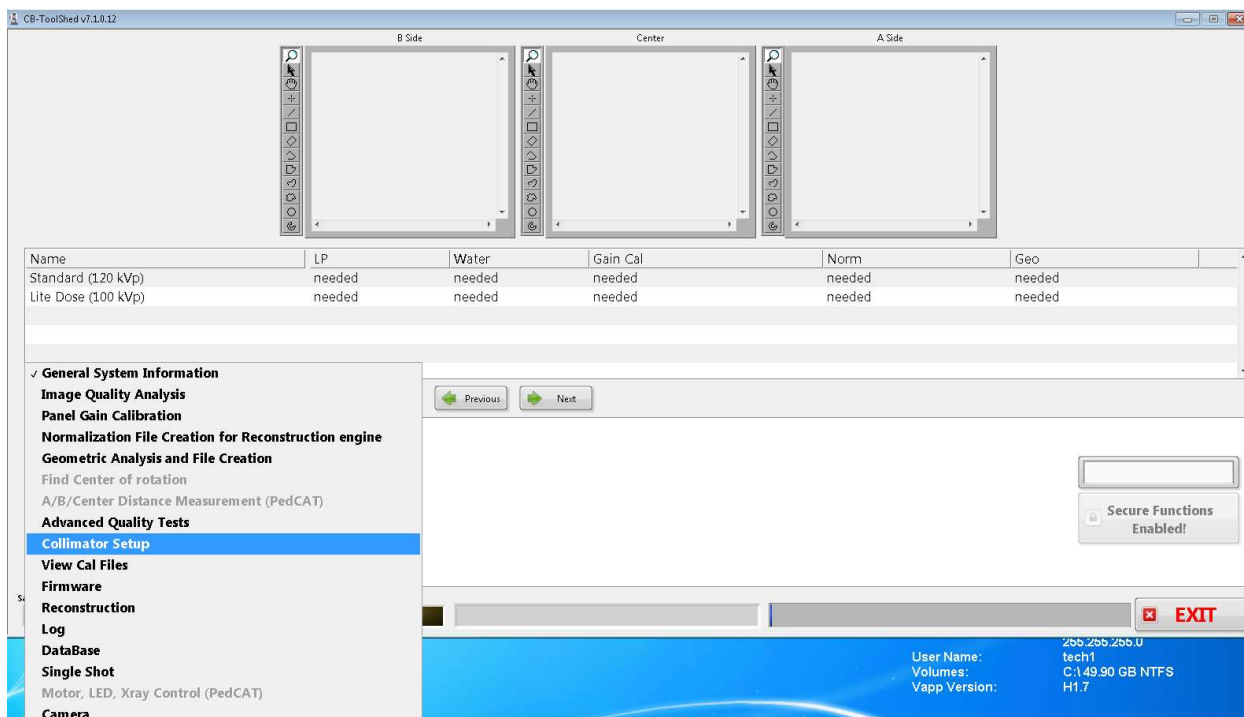 CB-ToolShed v7.1.0.12
B Side Center A Side
Name LP Water Gain Cal Norm Geo
Standard (120 kVp) needed needed needed needed needed
Lite Dose (100 kVp) needed needed needed needed needed
✓ General System Information
Image Quality Analysis
Panel Gain Calibration
Normalization File Creation for Reconstruction engine
Geometric Analysis and File Creation
Find Center of rotation
A/B/Center Distance Measurement (PedCAT)
Advanced Quality Tests
Collimator Setup
View Cal Files
Firmware
Reconstruction
Log
DataBase
Single Shot
Motor, LED, Xray Control (PedCAT)
Camera
Previous Next
Secure Functions
Enabled!
EXIT
255.255.255.0
User Name: tech1
Volumes: C:\ 49.90 GB NTFS
Vapp Version: H1.7